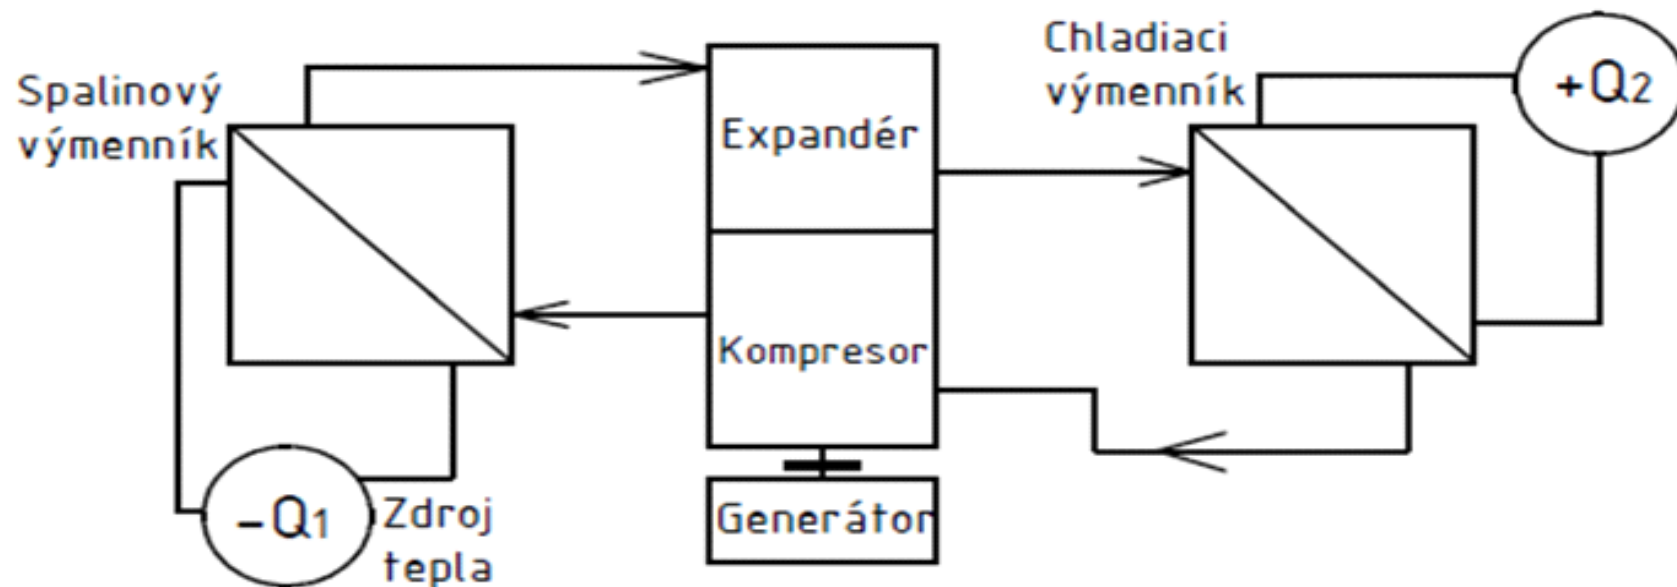 Spalinový
výmenník
Expandér
Kompresor
Generátor
-Q1
Zdroj
tepla
Chladiaci
výmenník
+Q2